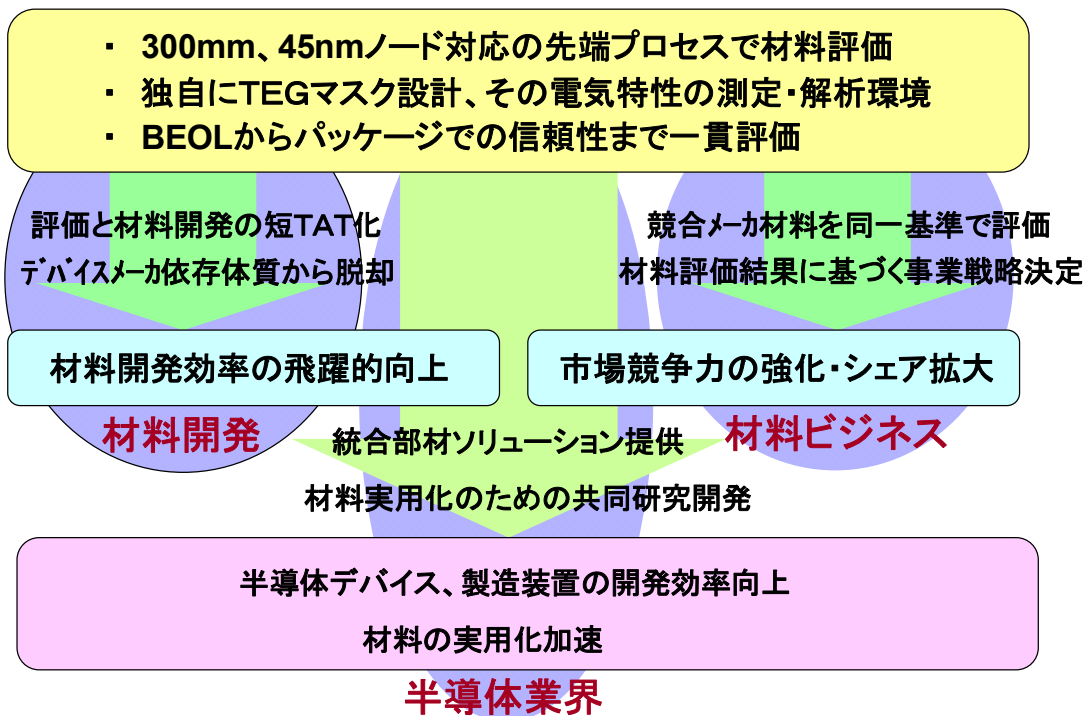 ・ 300mm、45nmノード対応の先端プロセスで材料評価
・ 独自にTEGマスク設計、その電気特性の測定・解析環境
・ BEOLからパッケージでの信頼性まで一貫評価
評価と材料開発の短TAT化
ﾃﾞﾊﾞｲｽﾒｰｶ依存体質から脱却
競合ﾒｰｶ材料を同一基準で評価
材料評価結果に基づく事業戦略決定
材料開発効率の飛躍的向上
市場競争力の強化・シェア拡大
材料開発
材料ビジネス
統合部材ソリューション提供
材料実用化のための共同研究開発
半導体デバイス、製造装置の開発効率向上
材料の実用化加速
半導体業界